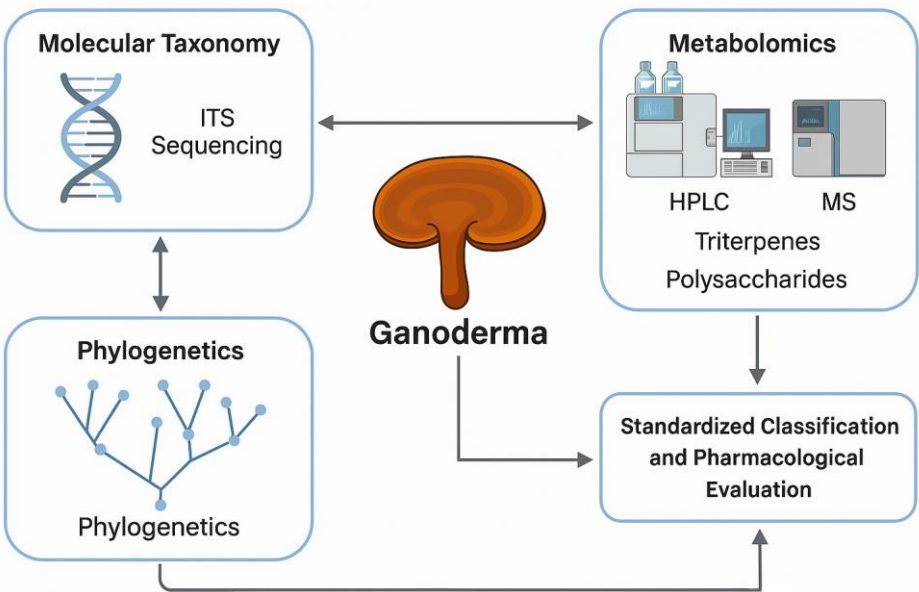 Molecular Taxonomy
ITS
Sequencing
Metabolomics
HPLC
MS
Triterpenes
Polysaccharides
Ganoderma
Phylogenetics
Phylogenetics
Standardized Classification
and Pharmacological
Evaluation